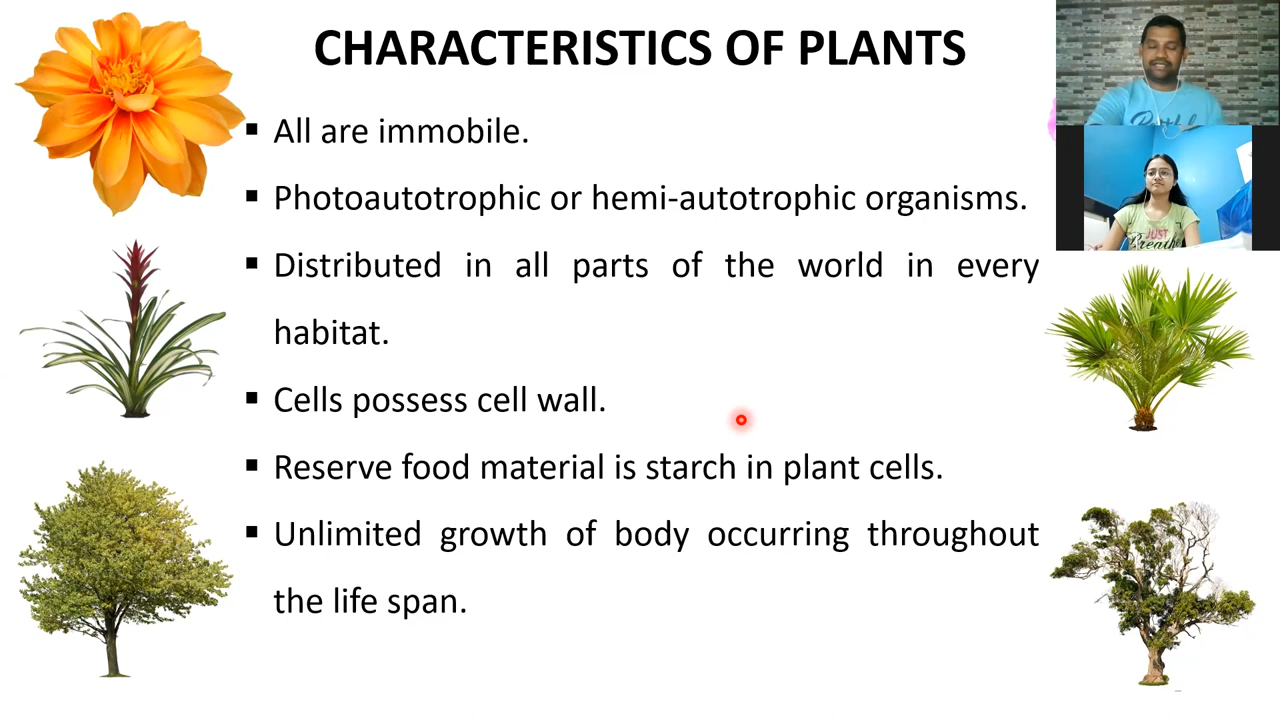 CHARACTERISTICS OF PLANTS
▪ All are immobile.
▪ Photoautotrophic or hemi-autotrophic organisms.
▪ Distributed in all parts of the world in every
habitat.
▪ Cells possess cell wall.
▪ Reserve food material is starch in plant cells.
▪ Unlimited growth of body occurring throughout
the life span.
JUST
Breathe